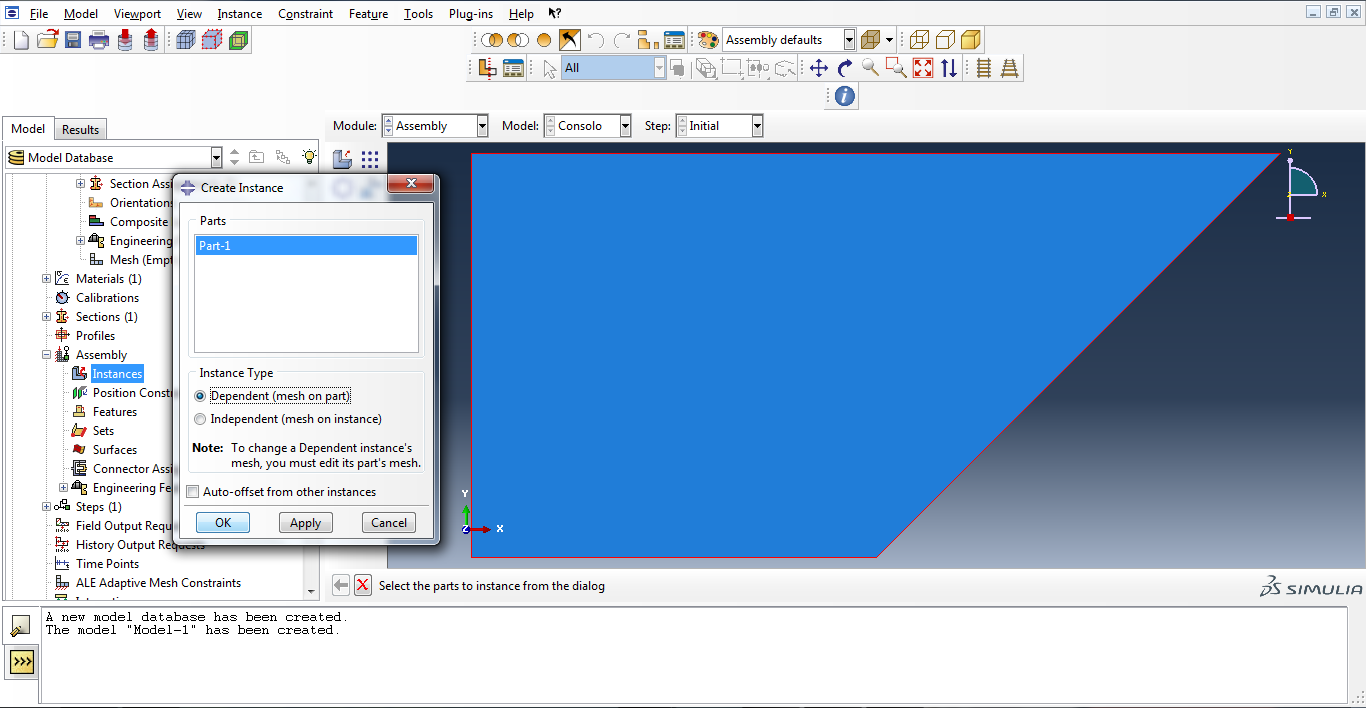 File Model Viewport View Instance Constraint Feature Tools Plug-ins Help
Assembly defaults
All
Model Results
Module: Assembly Model: Consolo Step: Initial
Model Database
Section Assi
Orientations
Composite
Engineering
Mesh (Empt
Materials (1)
Calibrations
Sections (1)
Profiles
Assembly
Instances
Position Constr
Features
Sets
Surfaces
Connector Assi
Engineering Fe
Steps (1)
Field Output Requ
History Output Requests
Time Points
ALE Adaptive Mesh Constraints
Create Instance
Parts
Part-1
Instance Type
Dependent (mesh on part)
Independent (mesh on instance)
Note: To change a Dependent instance's
mesh, you must edit its part's mesh.
Auto-offset from other instances
OK Apply Cancel
Y
X
Z
Y
X
Select the parts to instance from the dialog
SIMULIA
A new model database has been created.
The model "Model-1" has been created.
>>>